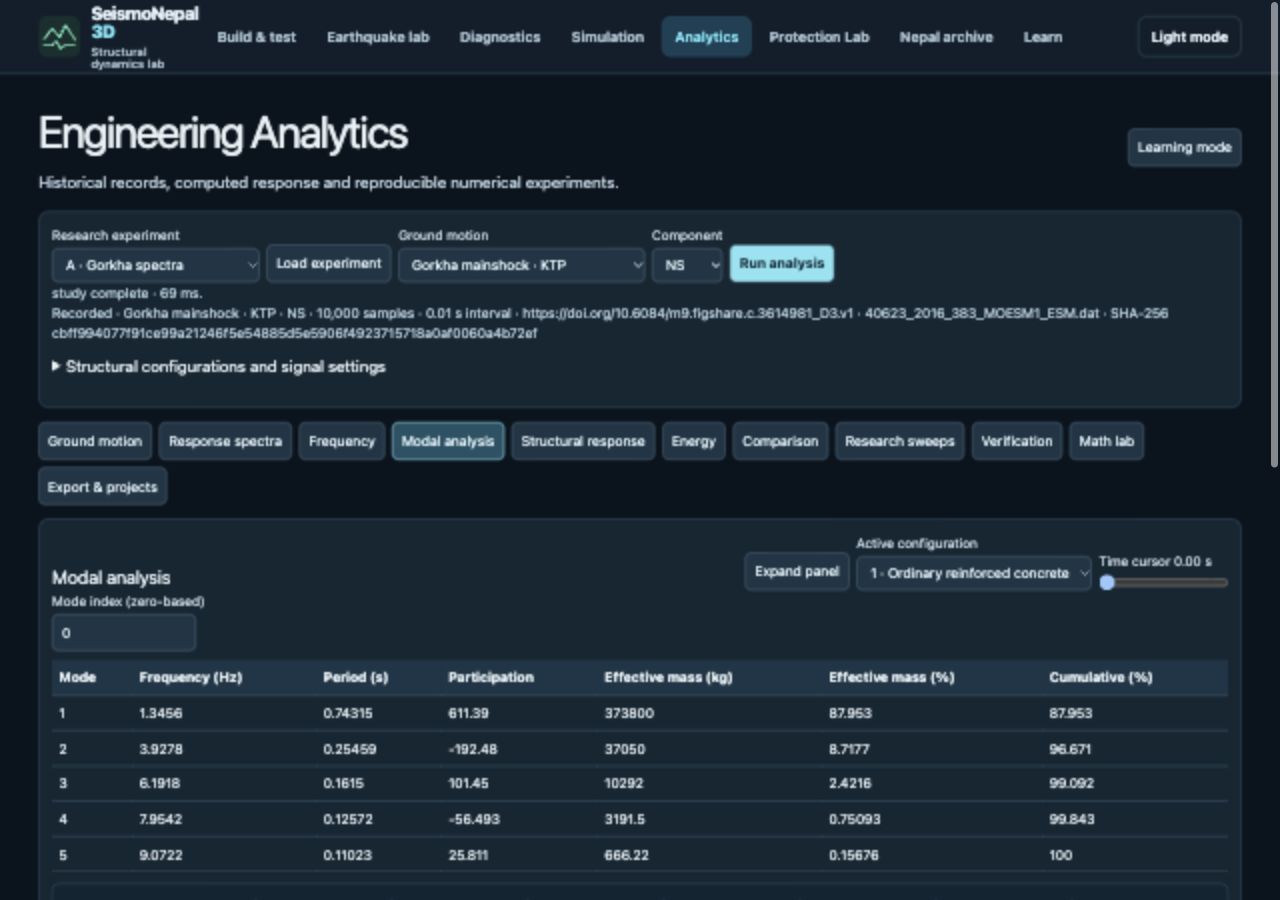 SeismoNepal 3D
Structural dynamics lab
Build & test
Earthquake lab
Diagnostics
Simulation
Analytics
Protection Lab
Nepal archive
Learn
Light mode
Engineering Analytics
Learning mode
Historical records, computed response and reproducible numerical experiments.
Research experiment
Ground motion
Component
A · Gorkha spectra
Load experiment
Gorkha mainshock · KTP
NS
Run analysis
study complete · 69 ms.
Recorded · Gorkha mainshock · KTP · NS · 10,000 samples · 0.01 s interval · https://doi.org/10.6084/m9.figshare.c.3614981_D3.v1 · 40623_2016_383_MOESM1_ESM.dat · SHA-256
cbff994077f91ce99a21246f5e54885d5e5906f4923715718a0af0060a4b72ef
Structural configurations and signal settings
Ground motion
Response spectra
Frequency
Modal analysis
Structural response
Energy
Comparison
Research sweeps
Verification
Math lab
Export & projects
Modal analysis
Expand panel
Active configuration
1 · Ordinary reinforced concrete
Time cursor 0.00 s
Mode index (zero-based)
0
Mode Frequency (Hz) Period (s) Participation Effective mass (kg) Effective mass (%) Cumulative (%)
1 1.3456 0.74315 611.39 373800 87.953 87.953
2 3.9278 0.25459 -192.48 37050 8.7177 96.671
3 6.1918 0.1615 101.45 10292 2.4216 99.092
4 7.9542 0.12572 -56.493 3191.5 0.75093 99.843
5 9.0722 0.11023 25.811 666.22 0.15676 100